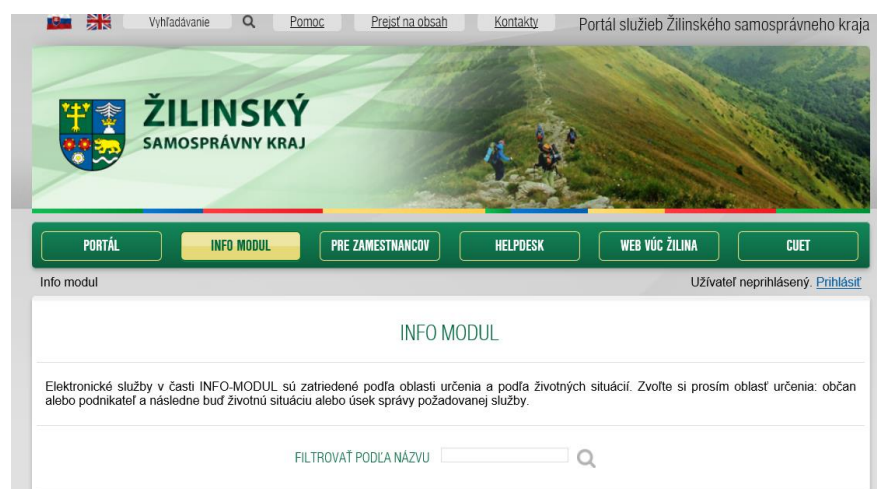 Vyhľadávanie Pomoc Prejsť na obsah Kontakty Portál služieb Žilinského samosprávneho kraja
ŽILINSKÝ
SAMOSPRÁVNY KRAJ
PORTÁL INFO MODUL PRE ZAMESTNANCOV HELPDESK WEB VÚC ŽILINA CUET
Info modul Užívateľ neprihlásený. Prihlásiť
INFO MODUL
Elektronické služby v časti INFO-MODUL sú zatriedené podľa oblasti určenia a podľa životných situácií. Zvoľte si prosím oblasť určenia: občan
alebo podnikateľ a následne buď životnú situáciu alebo úsek správy požadovanej služby.
FILTROVAŤ PODĽA NÁZVU